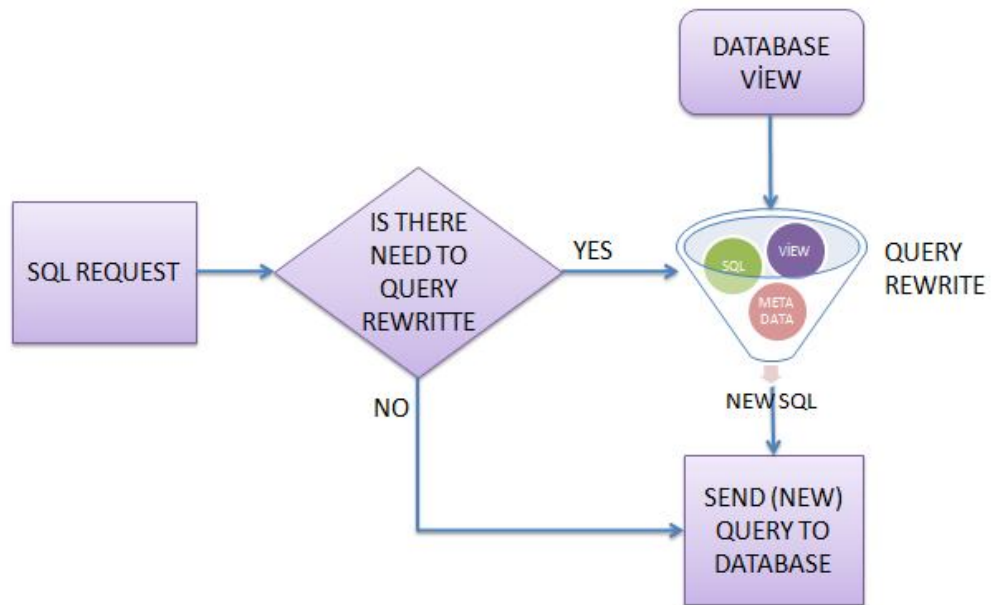 DATABASE
VİEW
SQL REQUEST
IS THERE
NEED TO
QUERY
REWRITTE
YES
SQL
VİEW
META
DATA
QUERY
REWRITE
NO
NEW SQL
SEND (NEW)
QUERY TO
DATABASE